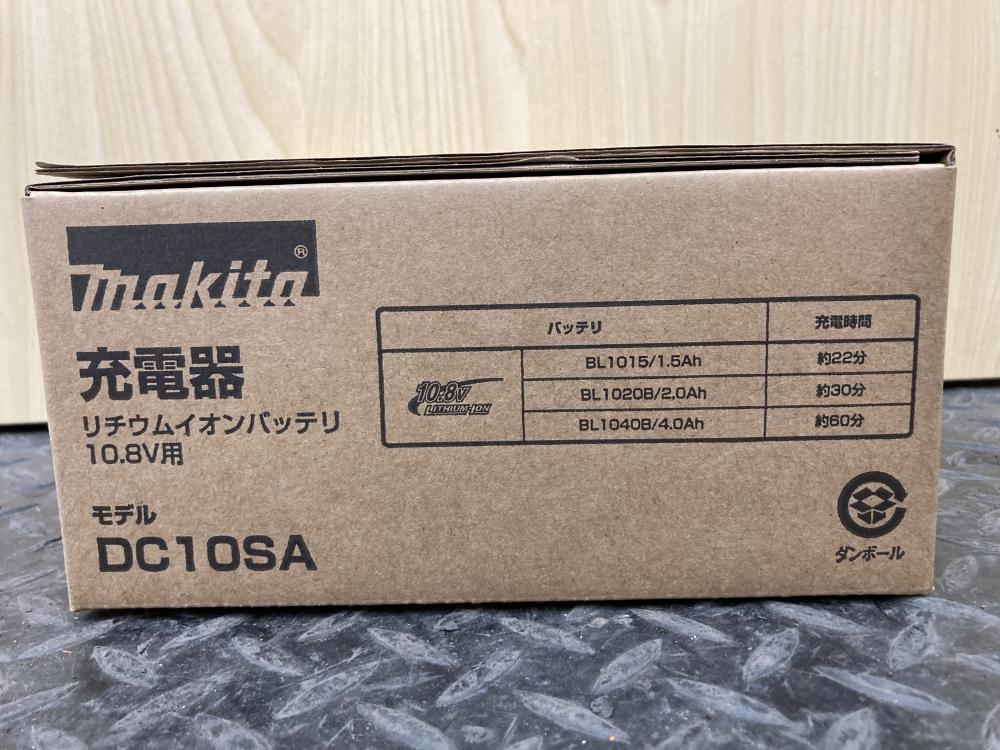 makita®
充電器
リチウムイオンバッテリ
10.8V用
モデル
DC10SA
バッテリ 充電時間
10.8V
LITHIUM-ION
BL1015/1.5Ah 約22分
BL1020B/2.0Ah 約30分
BL1040B/4.0Ah 約60分
ダンボール